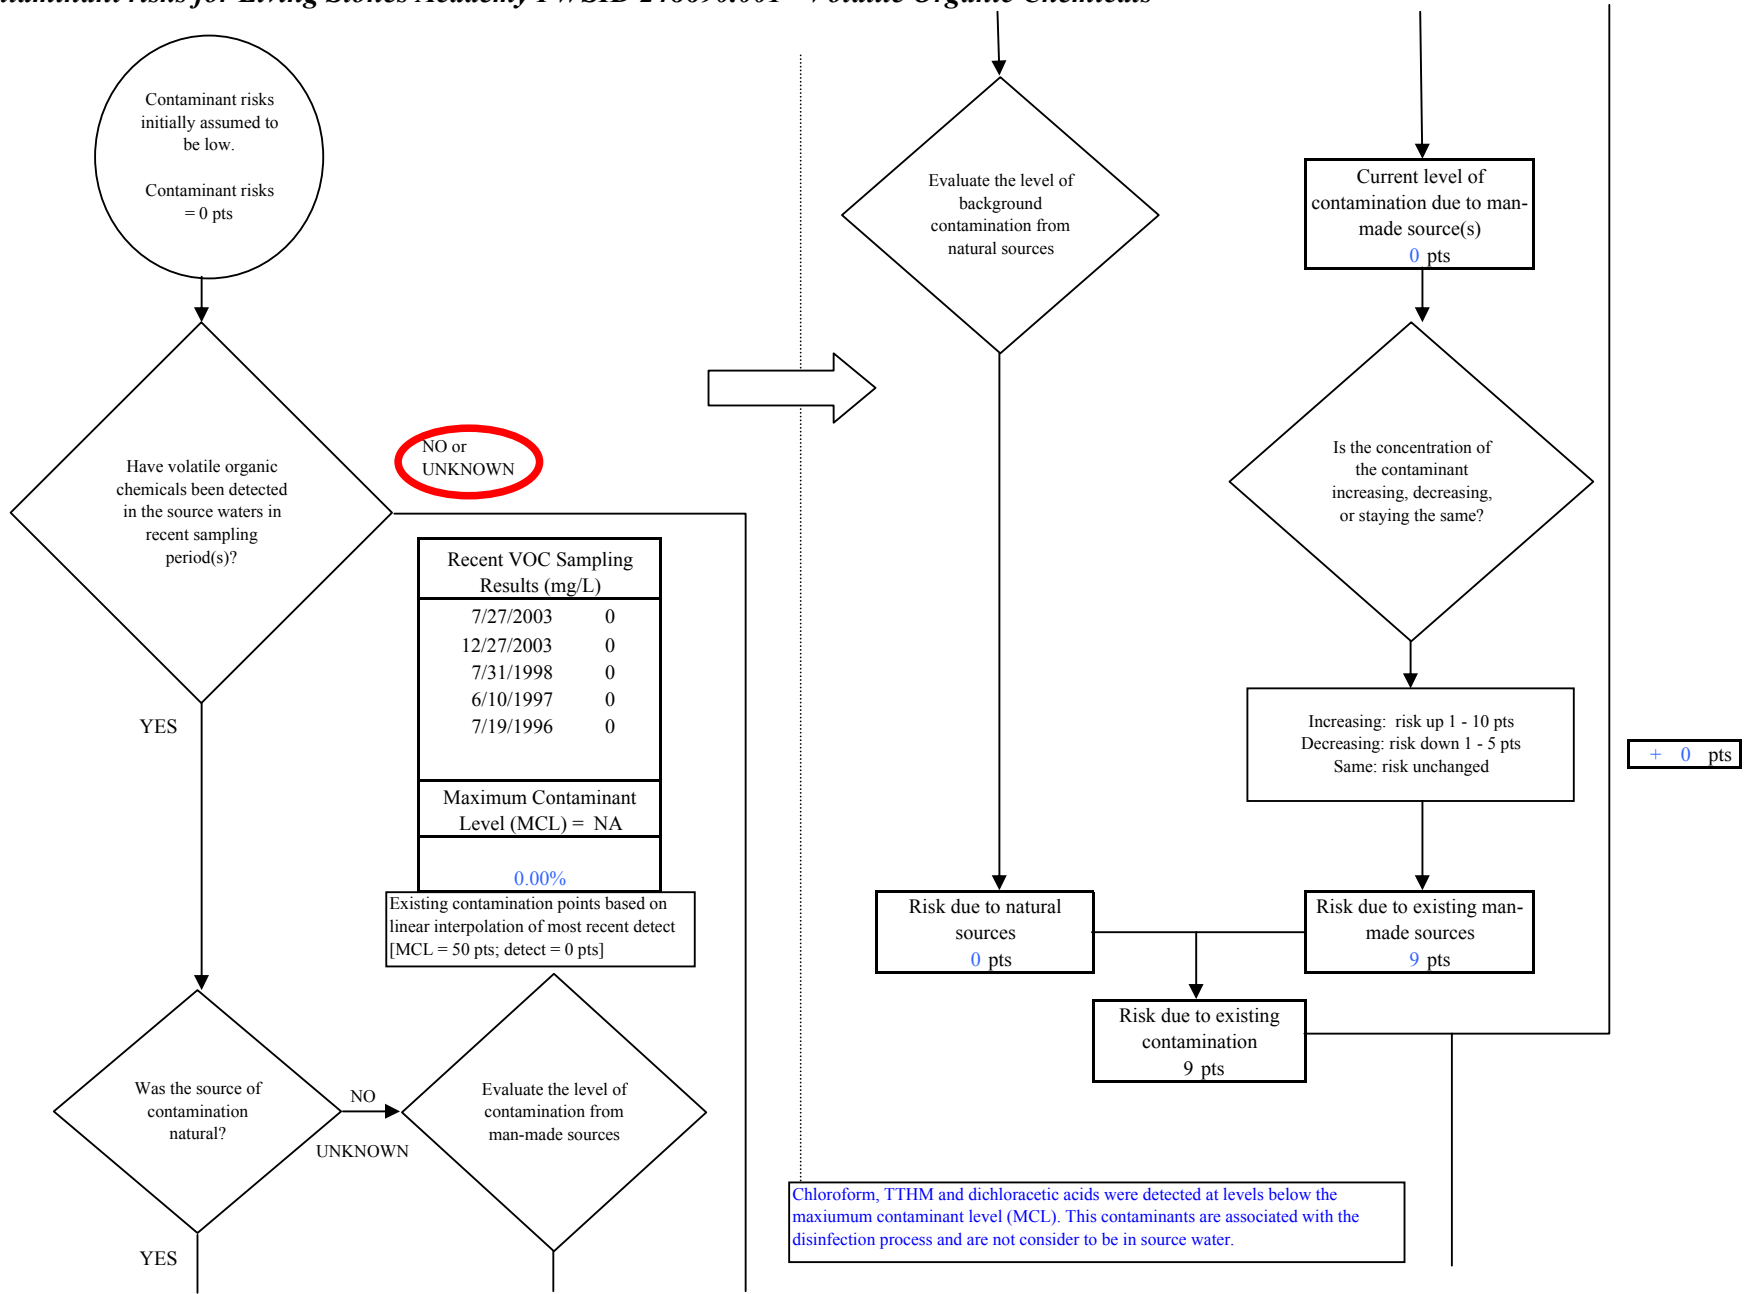 Contaminant risks
initially assumed to
be low.
Contaminant risks
= 0 pts
Have volatile organic
chemicals been detected
in the source waters in
recent sampling
period(s)?
NO or
UNKNOWN
YES
Recent VOC Sampling
Results (mg/L)
7/27/2003 0
12/27/2003 0
7/31/1998 0
6/10/1997 0
7/19/1996 0
Maximum Contaminant
Level (MCL) = NA
0.00%
Existing contamination points based on
linear interpolation of most recent detect
[MCL = 50 pts; detect = 0 pts]
Was the source of
contamination
natural?
NO
UNKNOWN
YES
Evaluate the level of
contamination from
man-made sources
Evaluate the level of
background
contamination from
natural sources
Current level of
contamination due to man-
made source(s)
0 pts
Is the concentration of
the contaminant
increasing, decreasing,
or staying the same?
Increasing: risk up 1 - 10 pts
Decreasing: risk down 1 - 5 pts
Same: risk unchanged
+ 0 pts
Risk due to natural
sources
0 pts
Risk due to existing man-
made sources
9 pts
Risk due to existing
contamination
9 pts
Chloroform, TTHM and dichloracetic acids were detected at levels below the
maxiumum contaminant level (MCL). This contaminants are associated with the
disinfection process and are not consider to be in source water.